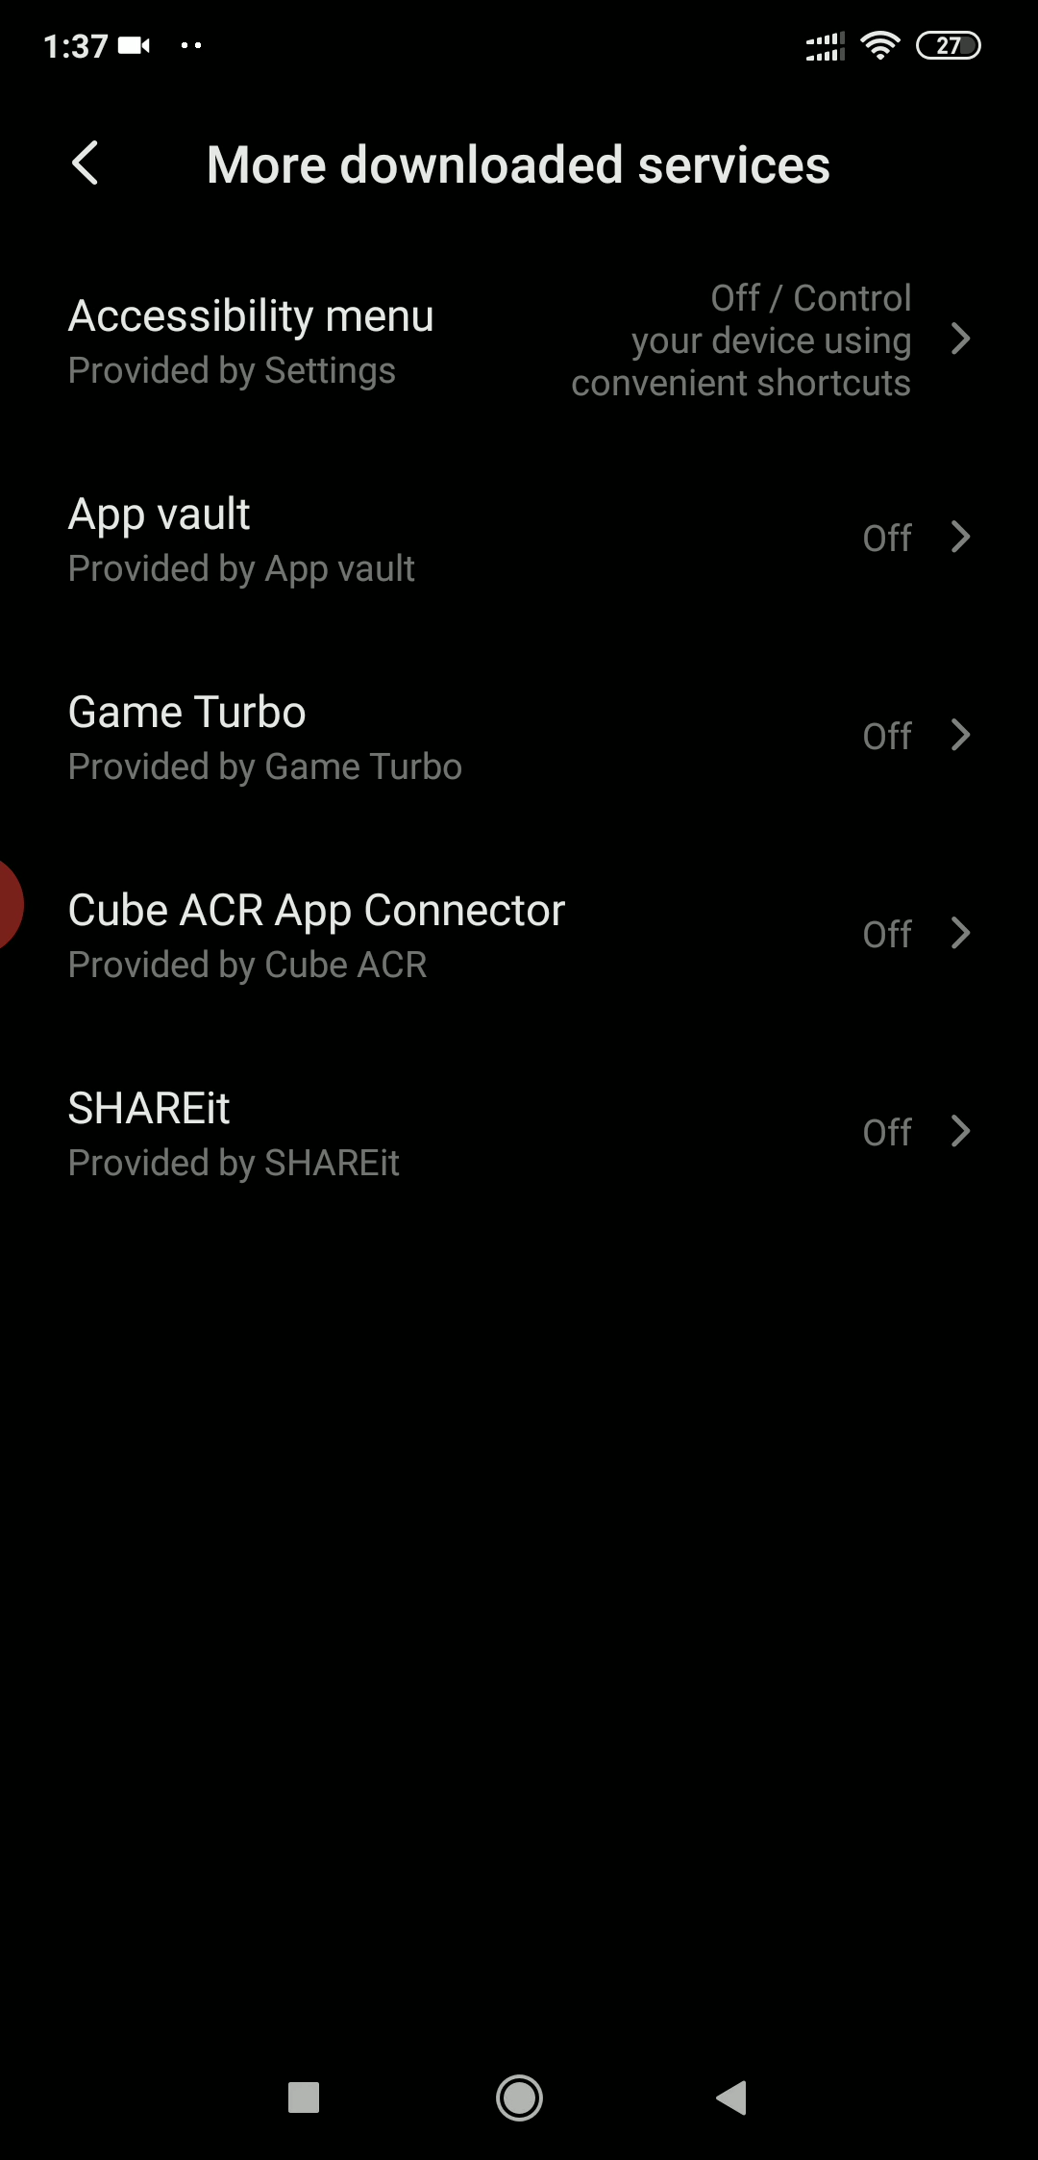 1:37
27
More downloaded services
Accessibility menu
Provided by Settings
Off / Control
your device using
convenient shortcuts
App vault
Provided by App vault
Off
Game Turbo
Provided by Game Turbo
Off
Cube ACR App Connector
Provided by Cube ACR
Off
SHAREit
Provided by SHAREit
Off